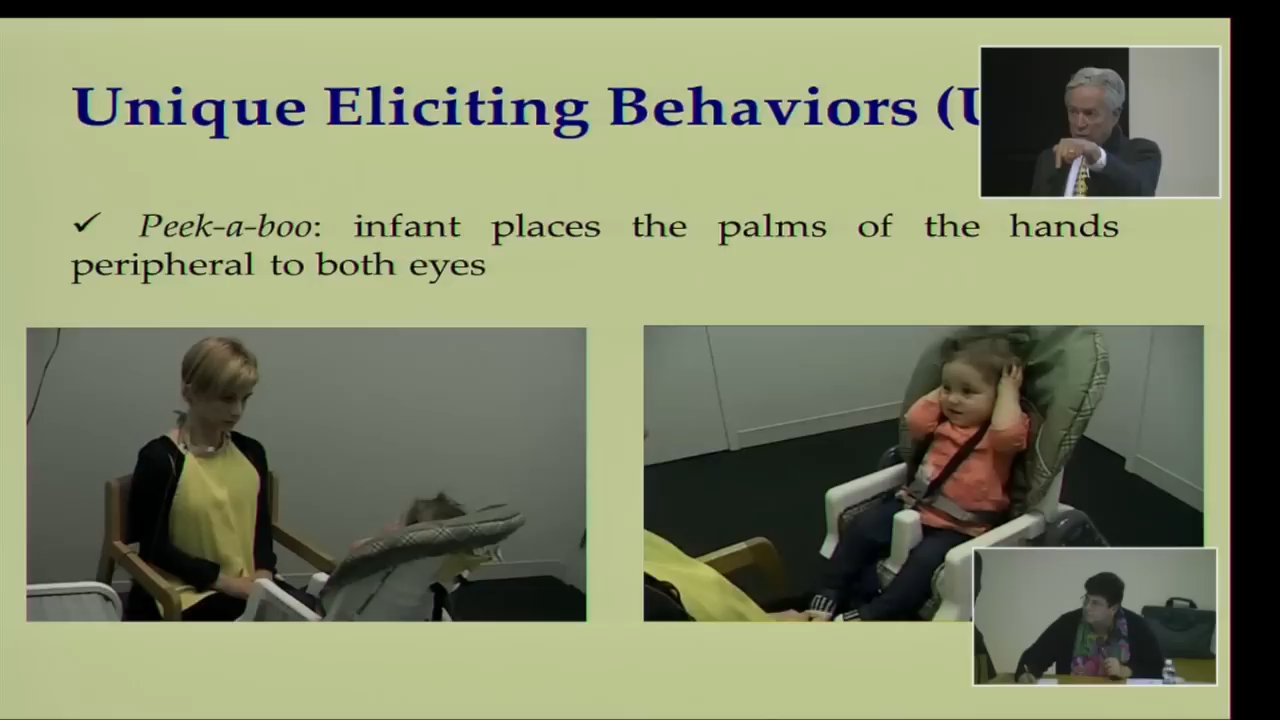 Unique Eliciting Behaviors (U
✓ Peek-a-boo: infant places the palms of the hands
peripheral to both eyes